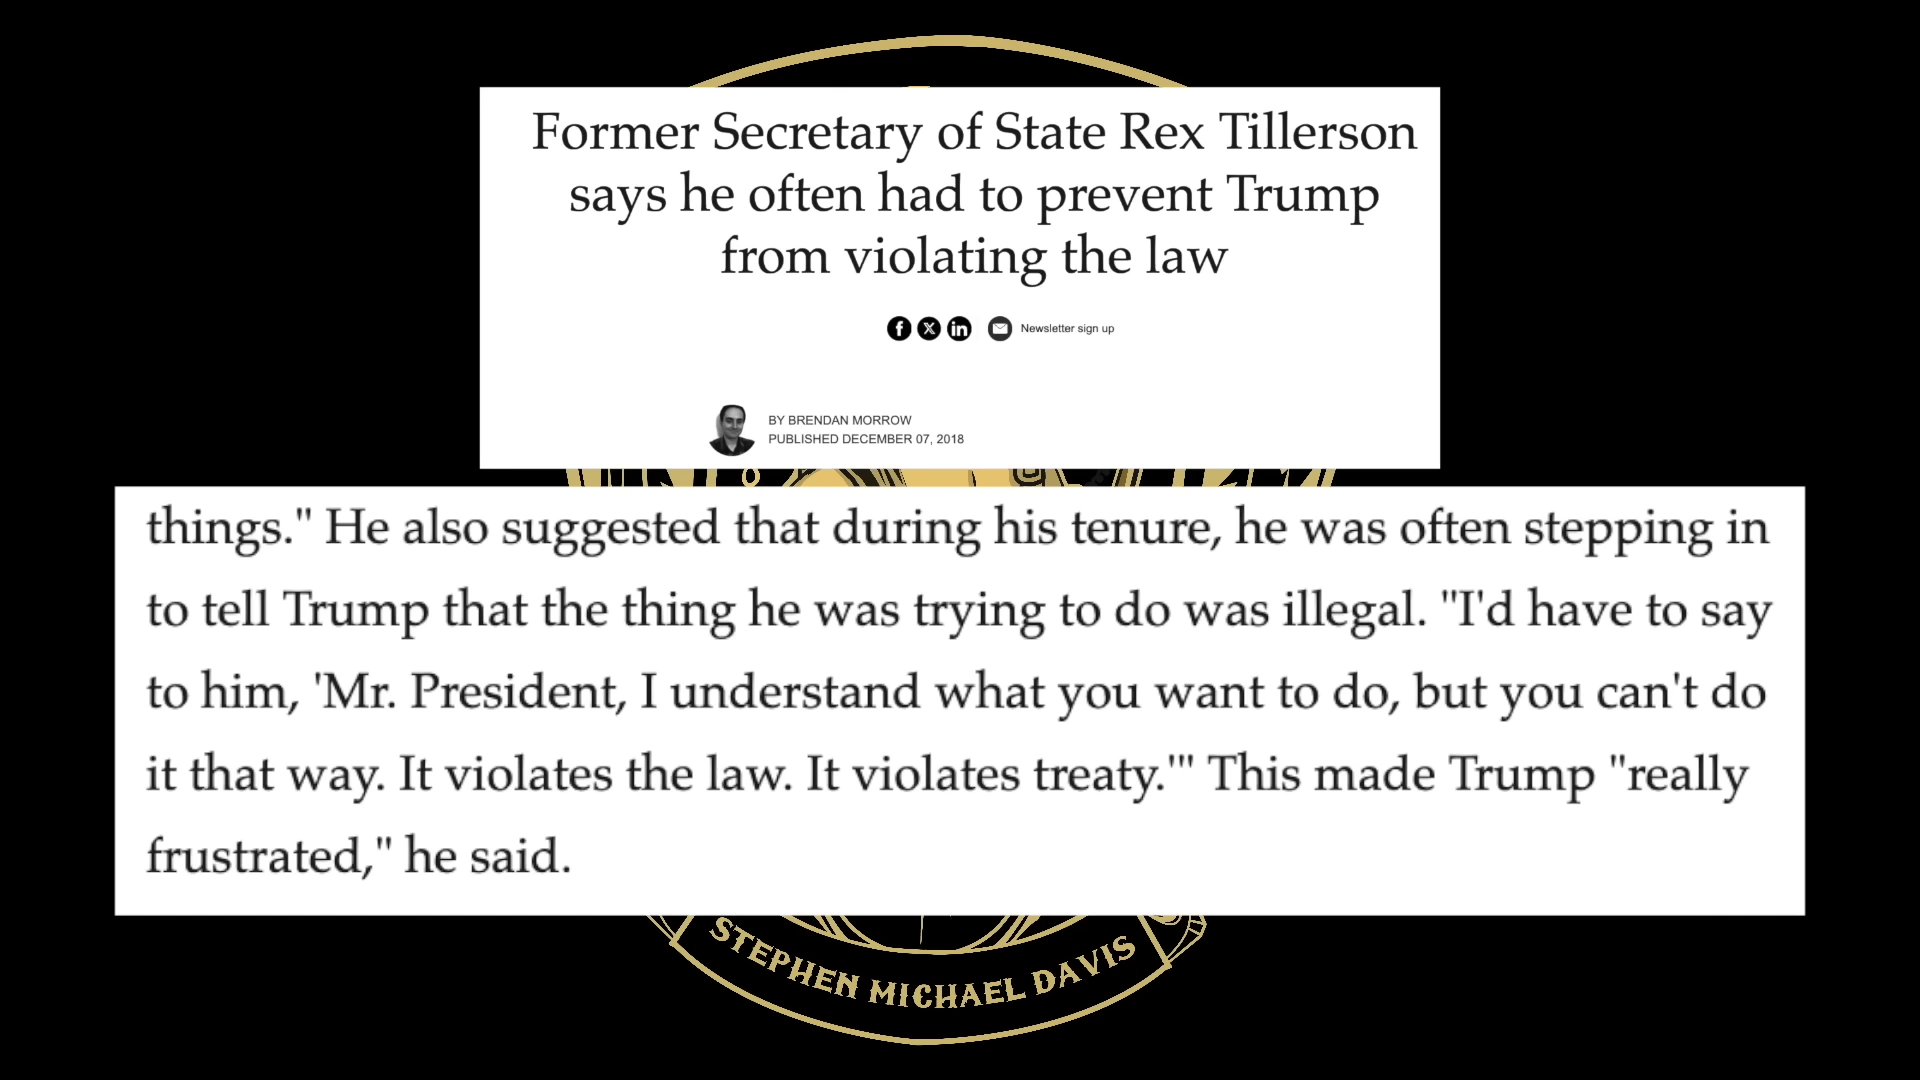 Former Secretary of State Rex Tillerson
says he often had to prevent Trump
from violating the law
Newsletter sign up
BY BRENDAN MORROW
PUBLISHED DECEMBER 07, 2018
things." He also suggested that during his tenure, he was often stepping in
to tell Trump that the thing he was trying to do was illegal. "I'd have to say
to him, 'Mr. President, I understand what you want to do, but you can't do
it that way. It violates the law. It violates treaty.'" This made Trump "really
frustrated," he said.
STEPHEN MICHAEL DAVIS